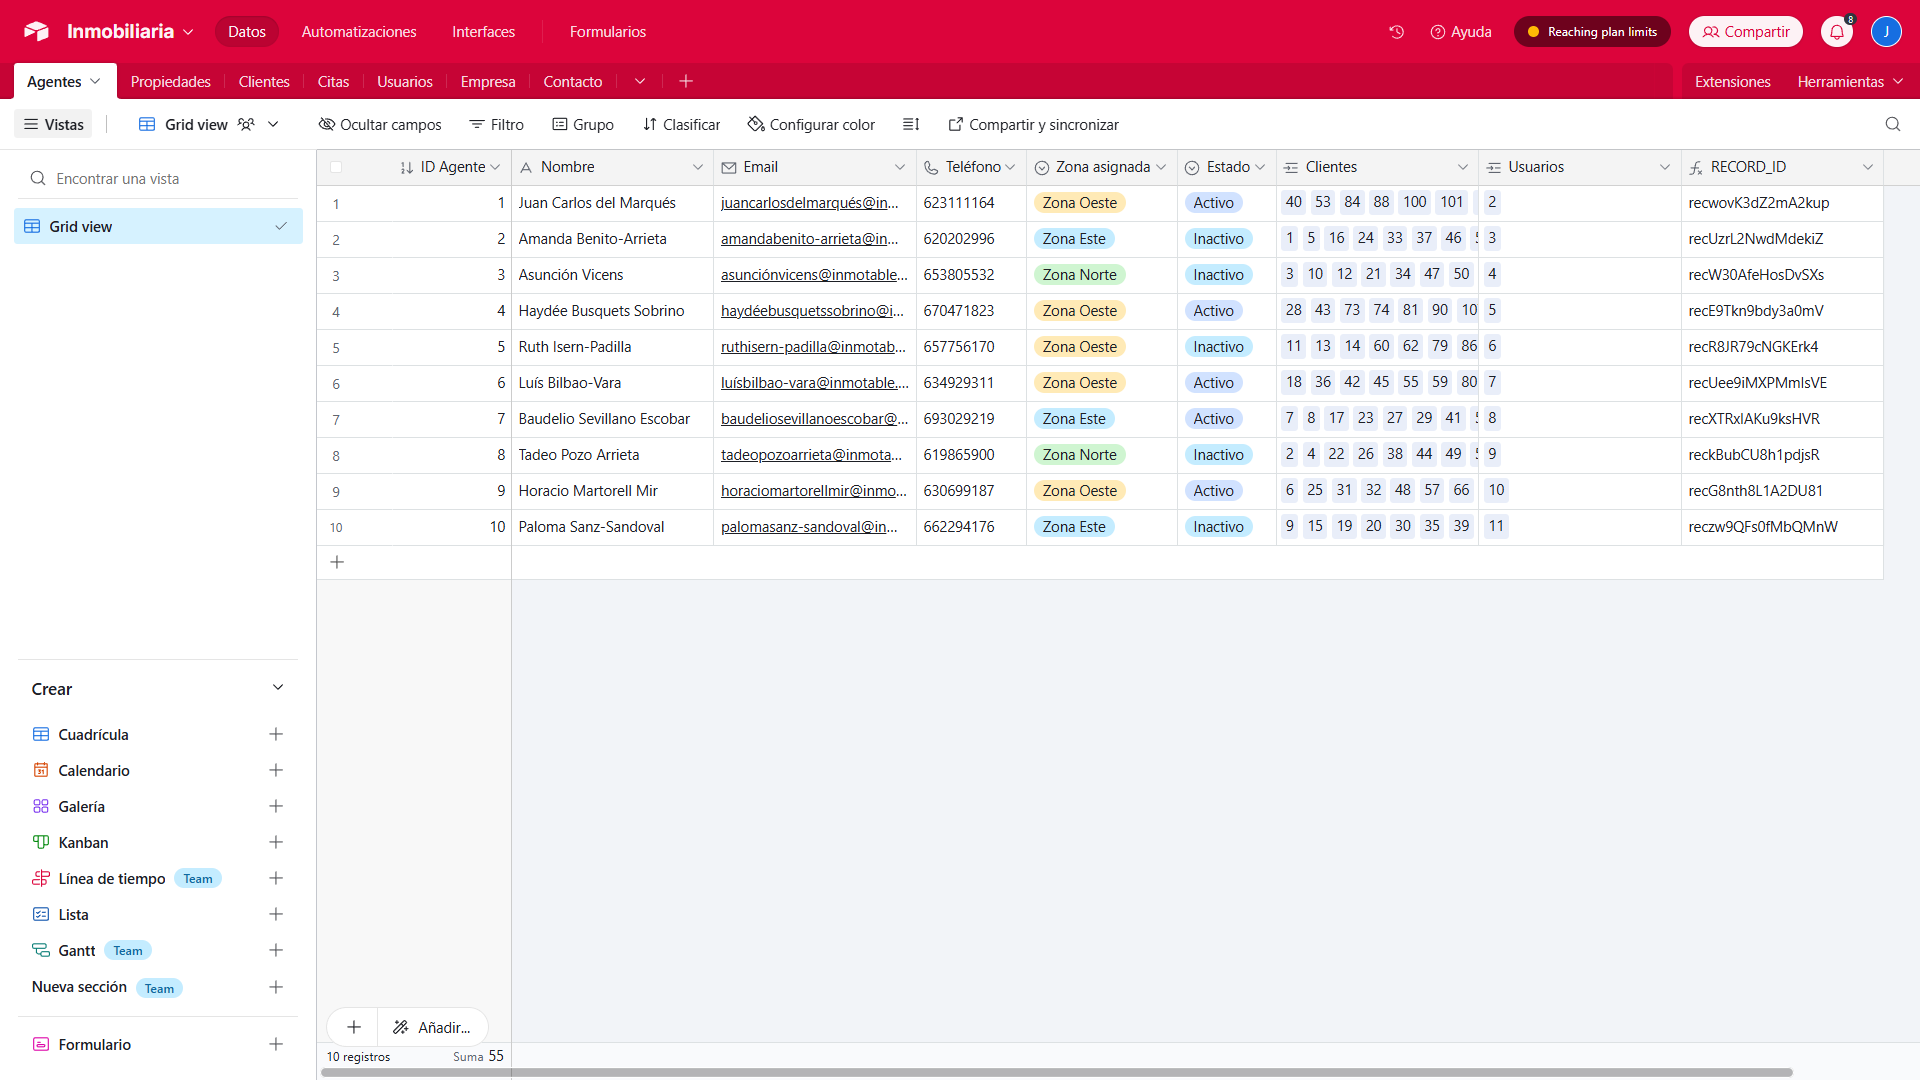 Inmobiliaria Datos Automatizaciones Interfaces Formularios Ayuda Reaching plan limits Compartir 8 J
Agentes Propiedades Clientes Citas Usuarios Empresa Contacto Extensiones Herramientas
Vistas Grid view Ocultar campos Filtro Grupo Clasificar Configurar color Compartir y sincronizar
Encontrar una vista
Grid view
Crear
Cuadrícula
Calendario
Galería
Kanban
Línea de tiempo Team
Lista
Gantt Team
Nueva sección Team
Formulario
ID Agente Nombre Email Teléfono Zona asignada Estado Clientes Usuarios RECORD_ID
1 1 Juan Carlos del Marqués juancarlosdelmarqués@in... 623111164 Zona Oeste Activo 40 53 84 88 100 101 2 recwovK3dZ2mA2kup
2 2 Amanda Benito-Arrieta amandabenito-arrieta@in... 620202996 Zona Este Inactivo 1 5 16 24 33 37 46 3 recUzrL2NwdMdekiZ
3 3 Asunción Vicens asunciónvicens@inmotable... 653805532 Zona Norte Inactivo 3 10 12 21 34 47 50 4 recW30AfeHosDvSXs
4 4 Haydée Busquets Sobrino haydéebusquetssobrino@i... 670471823 Zona Oeste Activo 28 43 73 74 81 90 10 5 recE9Tkn9bdy3a0mV
5 5 Ruth Isern-Padilla ruthisern-padilla@inmotab... 657756170 Zona Oeste Inactivo 11 13 14 60 62 79 86 6 recR8JR79cNGKErk4
6 6 Luís Bilbao-Vara luísbilbao-vara@inmotable.... 634929311 Zona Oeste Activo 18 36 42 45 55 59 80 7 recUee9iMXPMmIsVE
7 7 Baudelio Sevillano Escobar baudeliosevillanoescobar@... 693029219 Zona Este Activo 7 8 17 23 27 29 41 8 recXTRxlAKu9ksHVR
8 8 Tadeo Pozo Arrieta tadeopozoarrieta@inmota... 619865900 Zona Norte Inactivo 2 4 22 26 38 44 49 9 reckBubCU8h1pdjsR
9 9 Horacio Martorell Mir horaciomartorellmir@inmo... 630699187 Zona Oeste Activo 6 25 31 32 48 57 66 10 recG8nth8L1A2DU81
10 10 Paloma Sanz-Sandoval palomasanz-sandoval@in... 662294176 Zona Este Inactivo 9 15 19 20 30 35 39 11 reczw9QFs0fMbQMnW
Añadir...
10 registros Suma 55